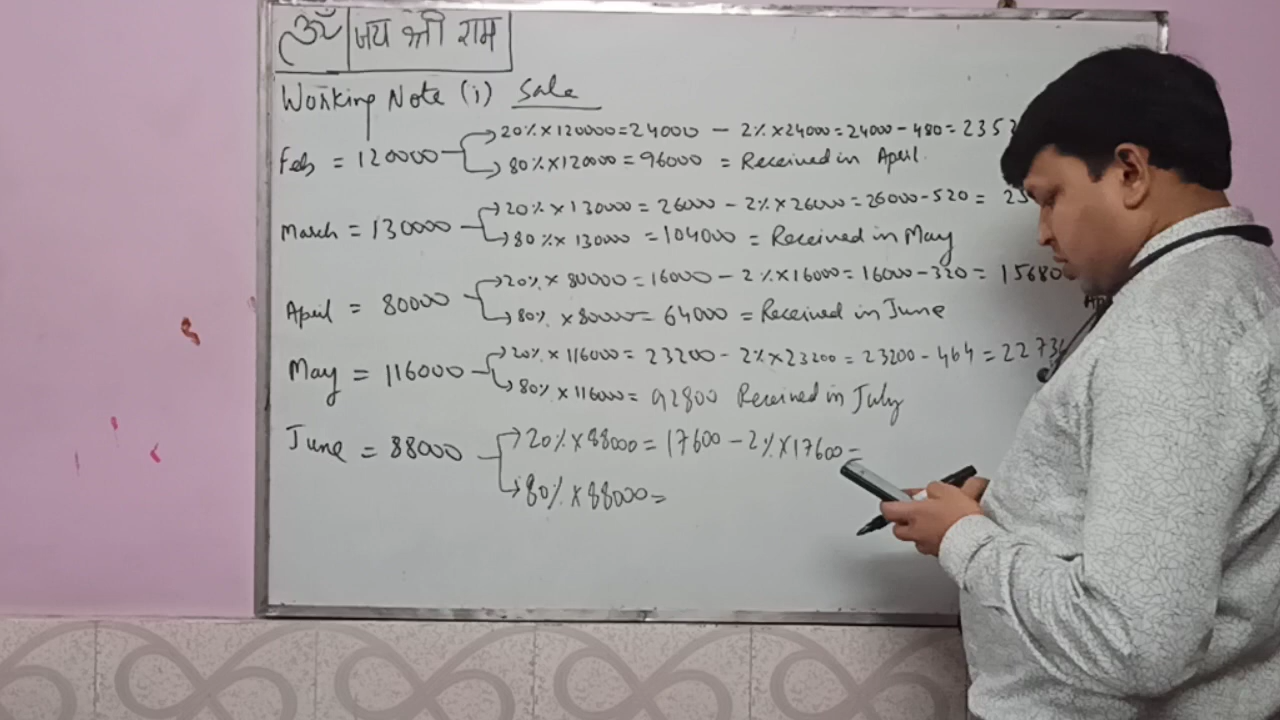 ॐ जय श्री राम
Working Note (i) Sale
Feb = 120000
20% × 120000 = 24000 - 2% × 24000 = 24000 - 480 = 2352
80% × 120000 = 96000 = Received in April.
March = 130000
20% × 130000 = 26000 - 2% × 26000 = 26000 - 520 = 25
80% × 130000 = 104000 = Received in May
April = 80000
20% × 80000 = 16000 - 2% × 16000 = 16000 - 320 = 15680
80% × 80000 = 64000 = Received in June
May = 116000
20% × 116000 = 23200 - 2% × 23200 = 23200 - 464 = 22736
80% × 116000 = 92800 Received in July
June = 88000
20% × 88000 = 17600 - 2% × 17600 =
80% × 88000 =